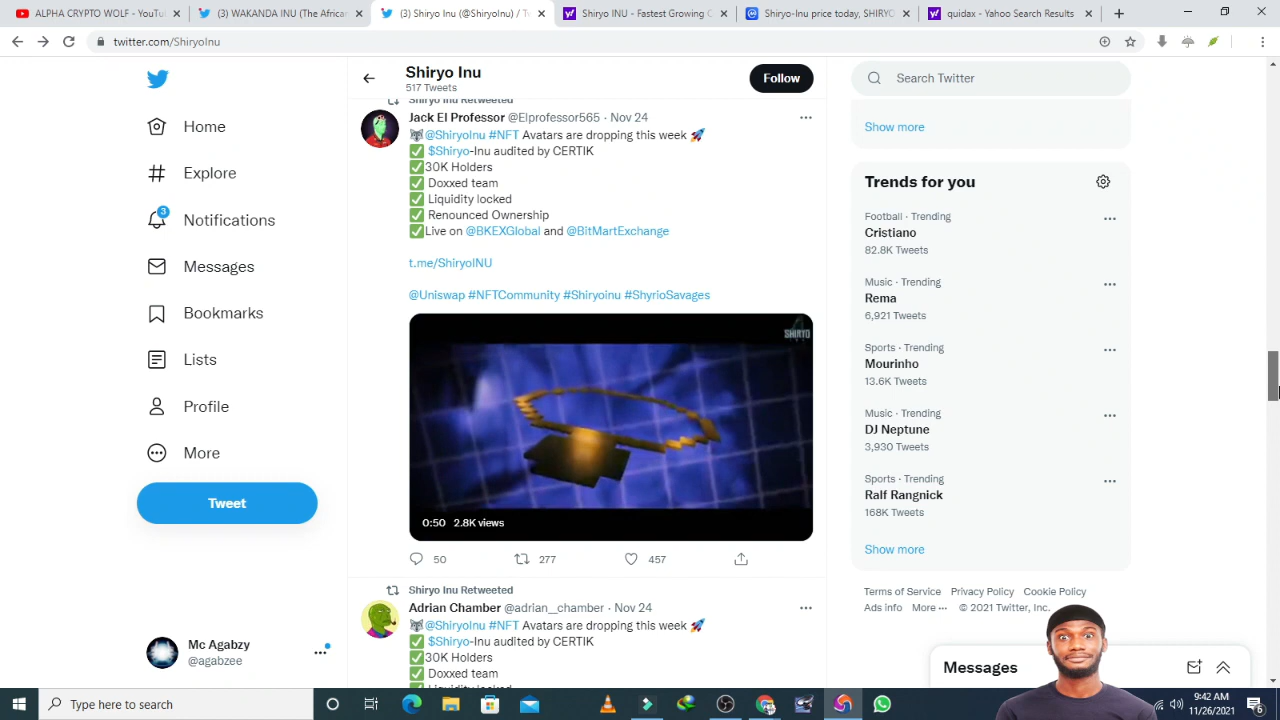 ALPHA CRYPTO WOLF - YouTu
(3) WAKANDA INU (The Africa
(3) Shiryo Inu (@ShiryoInu) / Tw
Shiryo INU - Fastest Growing C
Shiryo-Inu price today, SHIRYO
quidax - Yahoo Search Results
twitter.com/ShiryoInu
Home
Explore
3
Notifications
Messages
Bookmarks
Lists
Profile
More
Tweet
Mc Agabzy
@agabzee
Shiryo Inu
517 Tweets
Follow
Shiryo Inu Retweeted
Jack El Professor @Elprofessor565 · Nov 24
@ShiryoInu #NFT Avatars are dropping this week 🚀
✅ $Shiryo-Inu audited by CERTIK
✅30K Holders
✅ Doxxed team
✅ Liquidity locked
✅ Renounced Ownership
✅Live on @BKEXGlobal and @BitMartExchange
t.me/ShiryoINU
@Uniswap #NFTCommunity #Shiryoinu #ShyrioSavages
SHIRYO
0:50 2.8K views
50 277 457
Shiryo Inu Retweeted
Adrian Chamber @adrian__chamber · Nov 24
@ShiryoInu #NFT Avatars are dropping this week 🚀
✅ $Shiryo-Inu audited by CERTIK
✅30K Holders
✅ Doxxed team
Search Twitter
Show more
Trends for you
Football · Trending
Cristiano
82.8K Tweets
Music · Trending
Rema
6,921 Tweets
Sports · Trending
Mourinho
13.6K Tweets
Music · Trending
DJ Neptune
3,930 Tweets
Sports · Trending
Ralf Rangnick
168K Tweets
Show more
Terms of Service Privacy Policy Cookie Policy
Ads info More ··· © 2021 Twitter, Inc.
Messages
Type here to search
9:42 AM
11/26/2021